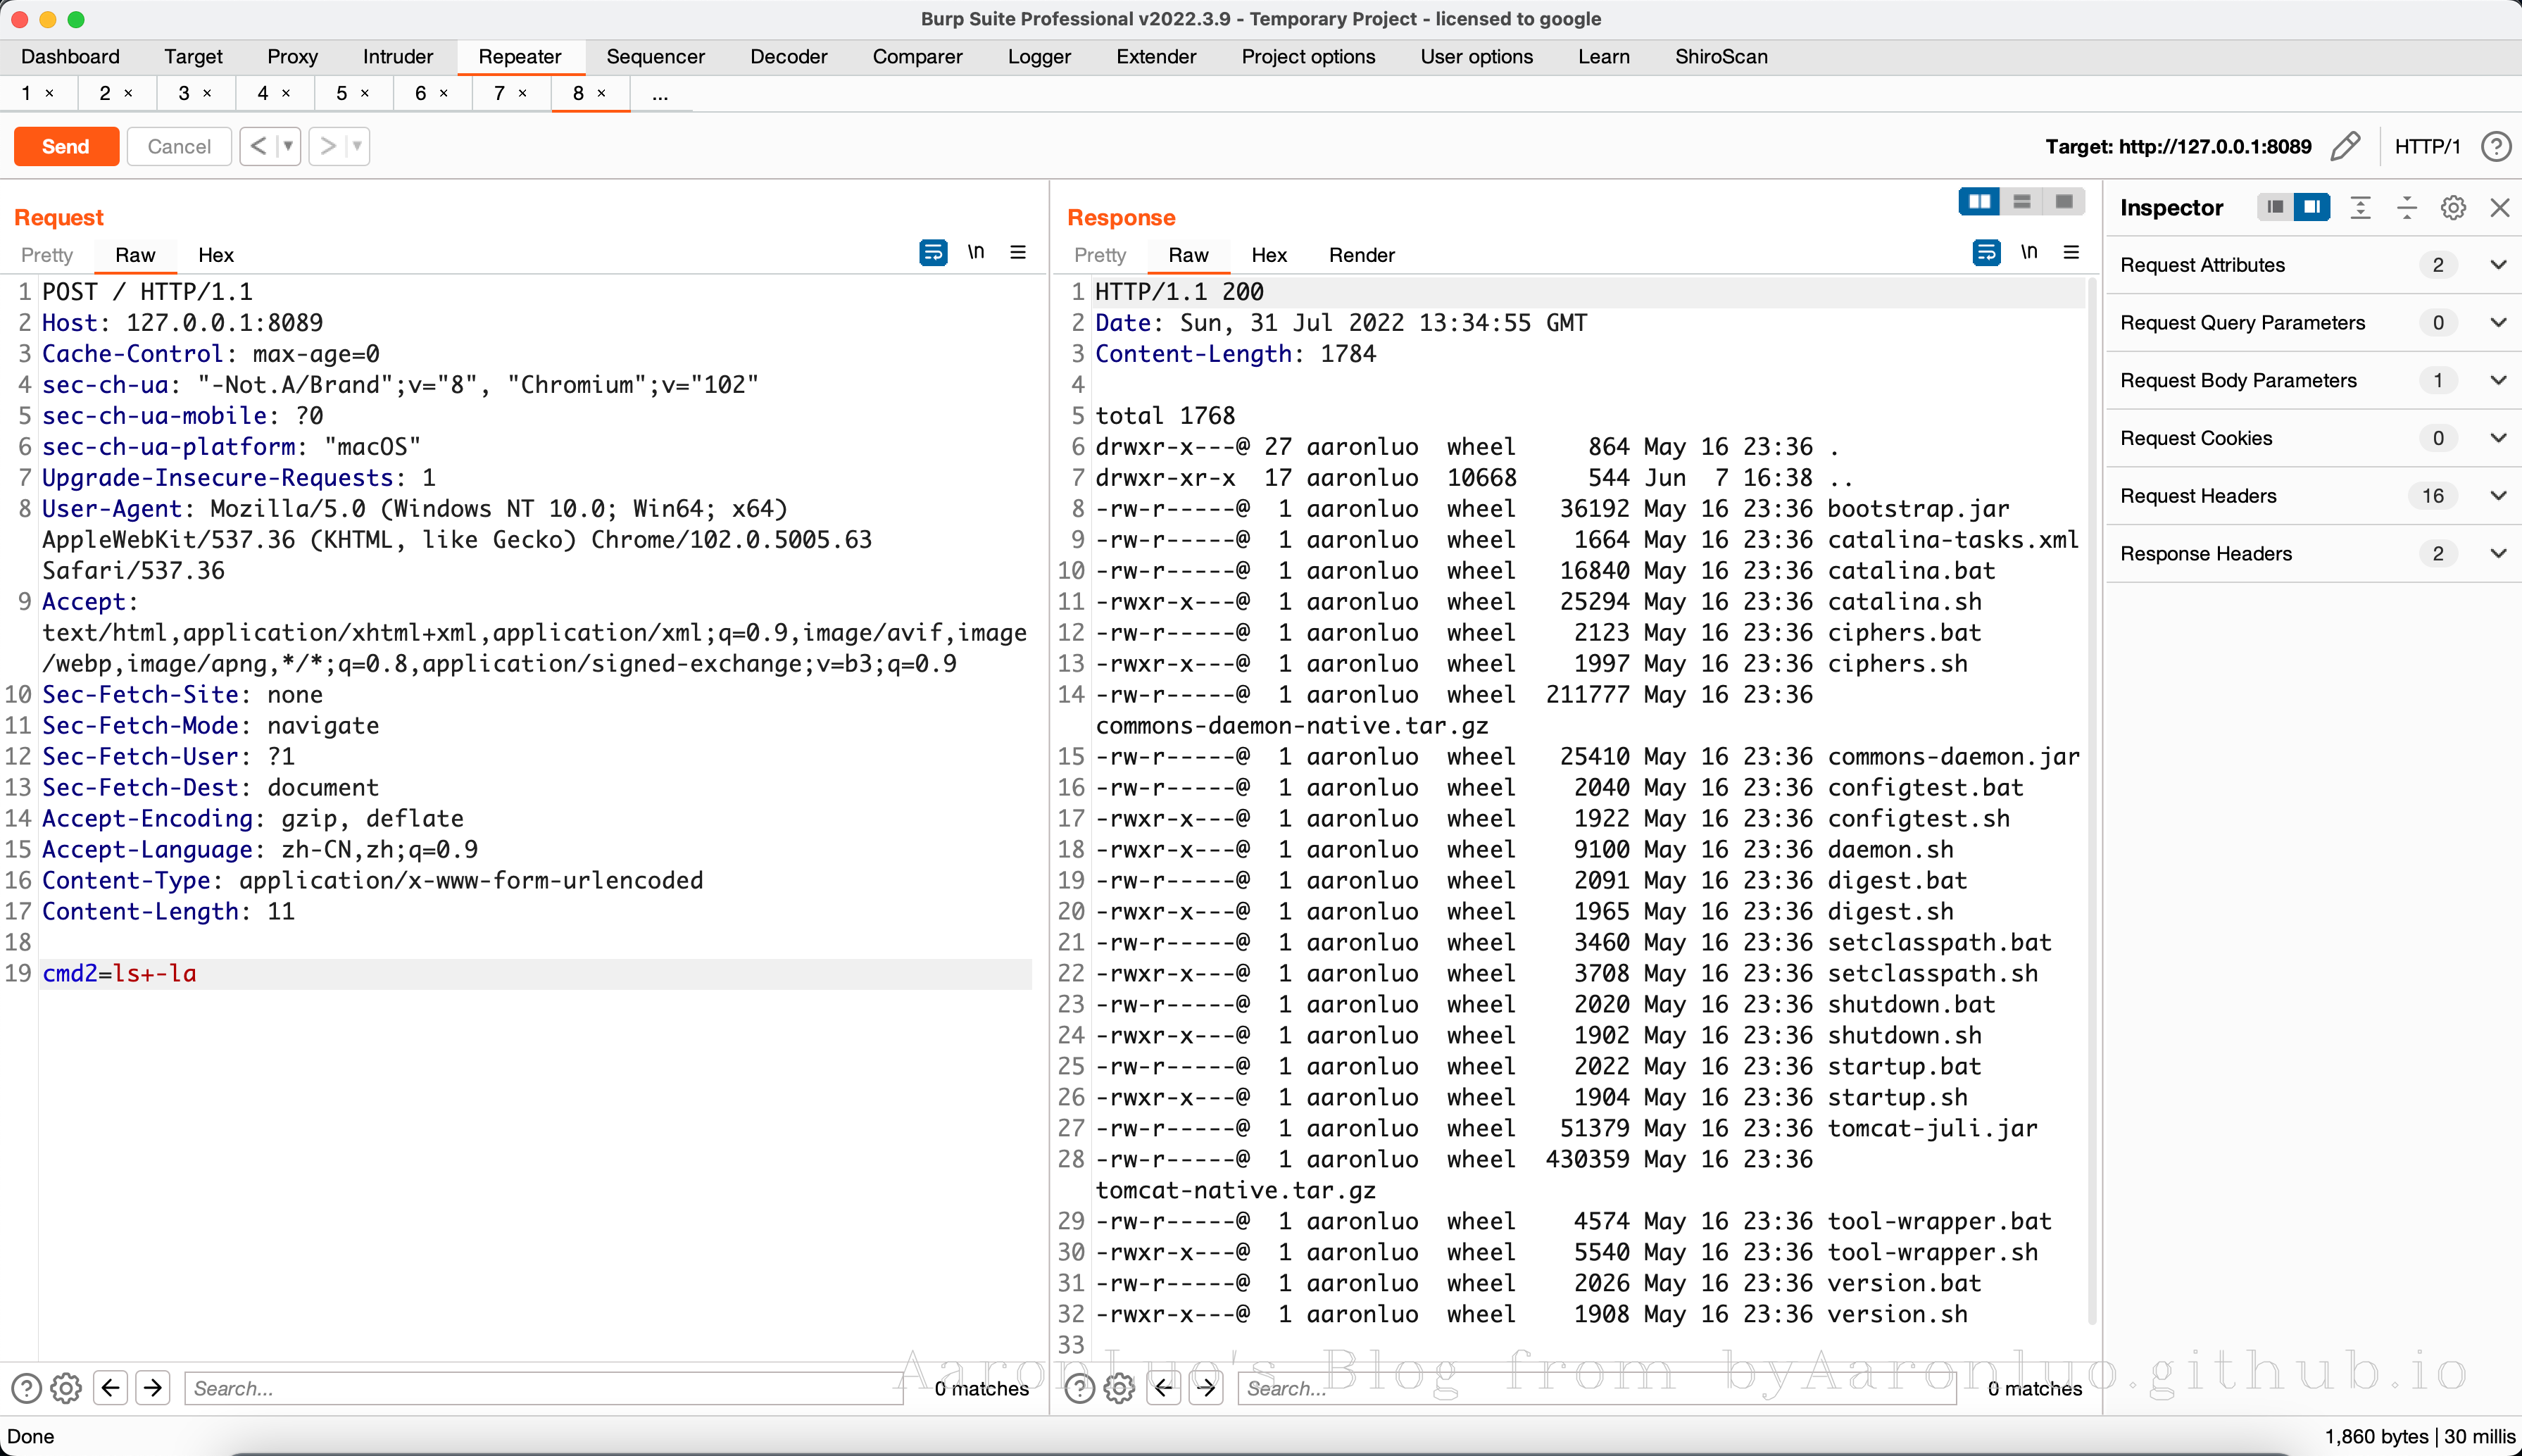 Burp Suite Professional v2022.3.9 - Temporary Project - licensed to google
Dashboard Target Proxy Intruder Repeater Sequencer Decoder Comparer Logger Extender Project options User options Learn ShiroScan
1 × 2 × 3 × 4 × 5 × 6 × 7 × 8 × ...
Send Cancel < > Target: http://127.0.0.1:8089 HTTP/1 ?
Request
Pretty Raw Hex \n
1 POST / HTTP/1.1
2 Host: 127.0.0.1:8089
3 Cache-Control: max-age=0
4 sec-ch-ua: "-Not.A/Brand";v="8", "Chromium";v="102"
5 sec-ch-ua-mobile: ?0
6 sec-ch-ua-platform: "macOS"
7 Upgrade-Insecure-Requests: 1
8 User-Agent: Mozilla/5.0 (Windows NT 10.0; Win64; x64)
AppleWebKit/537.36 (KHTML, like Gecko) Chrome/102.0.5005.63
Safari/537.36
9 Accept:
text/html,application/xhtml+xml,application/xml;q=0.9,image/avif,image
/webp,image/apng,*/*;q=0.8,application/signed-exchange;v=b3;q=0.9
10 Sec-Fetch-Site: none
11 Sec-Fetch-Mode: navigate
12 Sec-Fetch-User: ?1
13 Sec-Fetch-Dest: document
14 Accept-Encoding: gzip, deflate
15 Accept-Language: zh-CN,zh;q=0.9
16 Content-Type: application/x-www-form-urlencoded
17 Content-Length: 11
18
19 cmd2=ls+-la
Search... 0 matches
Response
Pretty Raw Hex Render \n
1 HTTP/1.1 200
2 Date: Sun, 31 Jul 2022 13:34:55 GMT
3 Content-Length: 1784
4
5 total 1768
6 drwxr-x---@ 27 aaronluo  wheel     864 May 16 23:36 .
7 drwxr-xr-x  17 aaronluo  10668     544 Jun  7 16:38 ..
8 -rw-r-----@  1 aaronluo  wheel   36192 May 16 23:36 bootstrap.jar
9 -rw-r-----@  1 aaronluo  wheel    1664 May 16 23:36 catalina-tasks.xml
10 -rw-r-----@  1 aaronluo  wheel   16840 May 16 23:36 catalina.bat
11 -rwxr-x---@  1 aaronluo  wheel   25294 May 16 23:36 catalina.sh
12 -rw-r-----@  1 aaronluo  wheel    2123 May 16 23:36 ciphers.bat
13 -rwxr-x---@  1 aaronluo  wheel    1997 May 16 23:36 ciphers.sh
14 -rw-r-----@  1 aaronluo  wheel  211777 May 16 23:36
commons-daemon-native.tar.gz
15 -rw-r-----@  1 aaronluo  wheel   25410 May 16 23:36 commons-daemon.jar
16 -rw-r-----@  1 aaronluo  wheel    2040 May 16 23:36 configtest.bat
17 -rwxr-x---@  1 aaronluo  wheel    1922 May 16 23:36 configtest.sh
18 -rwxr-x---@  1 aaronluo  wheel    9100 May 16 23:36 daemon.sh
19 -rw-r-----@  1 aaronluo  wheel    2091 May 16 23:36 digest.bat
20 -rwxr-x---@  1 aaronluo  wheel    1965 May 16 23:36 digest.sh
21 -rw-r-----@  1 aaronluo  wheel    3460 May 16 23:36 setclasspath.bat
22 -rwxr-x---@  1 aaronluo  wheel    3708 May 16 23:36 setclasspath.sh
23 -rw-r-----@  1 aaronluo  wheel    2020 May 16 23:36 shutdown.bat
24 -rwxr-x---@  1 aaronluo  wheel    1902 May 16 23:36 shutdown.sh
25 -rw-r-----@  1 aaronluo  wheel    2022 May 16 23:36 startup.bat
26 -rwxr-x---@  1 aaronluo  wheel    1904 May 16 23:36 startup.sh
27 -rw-r-----@  1 aaronluo  wheel   51379 May 16 23:36 tomcat-juli.jar
28 -rw-r-----@  1 aaronluo  wheel  430359 May 16 23:36
tomcat-native.tar.gz
29 -rw-r-----@  1 aaronluo  wheel    4574 May 16 23:36 tool-wrapper.bat
30 -rwxr-x---@  1 aaronluo  wheel    5540 May 16 23:36 tool-wrapper.sh
31 -rw-r-----@  1 aaronluo  wheel    2026 May 16 23:36 version.bat
32 -rwxr-x---@  1 aaronluo  wheel    1908 May 16 23:36 version.sh
33
Search... 0 matches
Inspector
Request Attributes 2
Request Query Parameters 0
Request Body Parameters 1
Request Cookies 0
Request Headers 16
Response Headers 2
AaronLuo's Blog from byAaronluo.github.io
Done 1,860 bytes | 30 millis